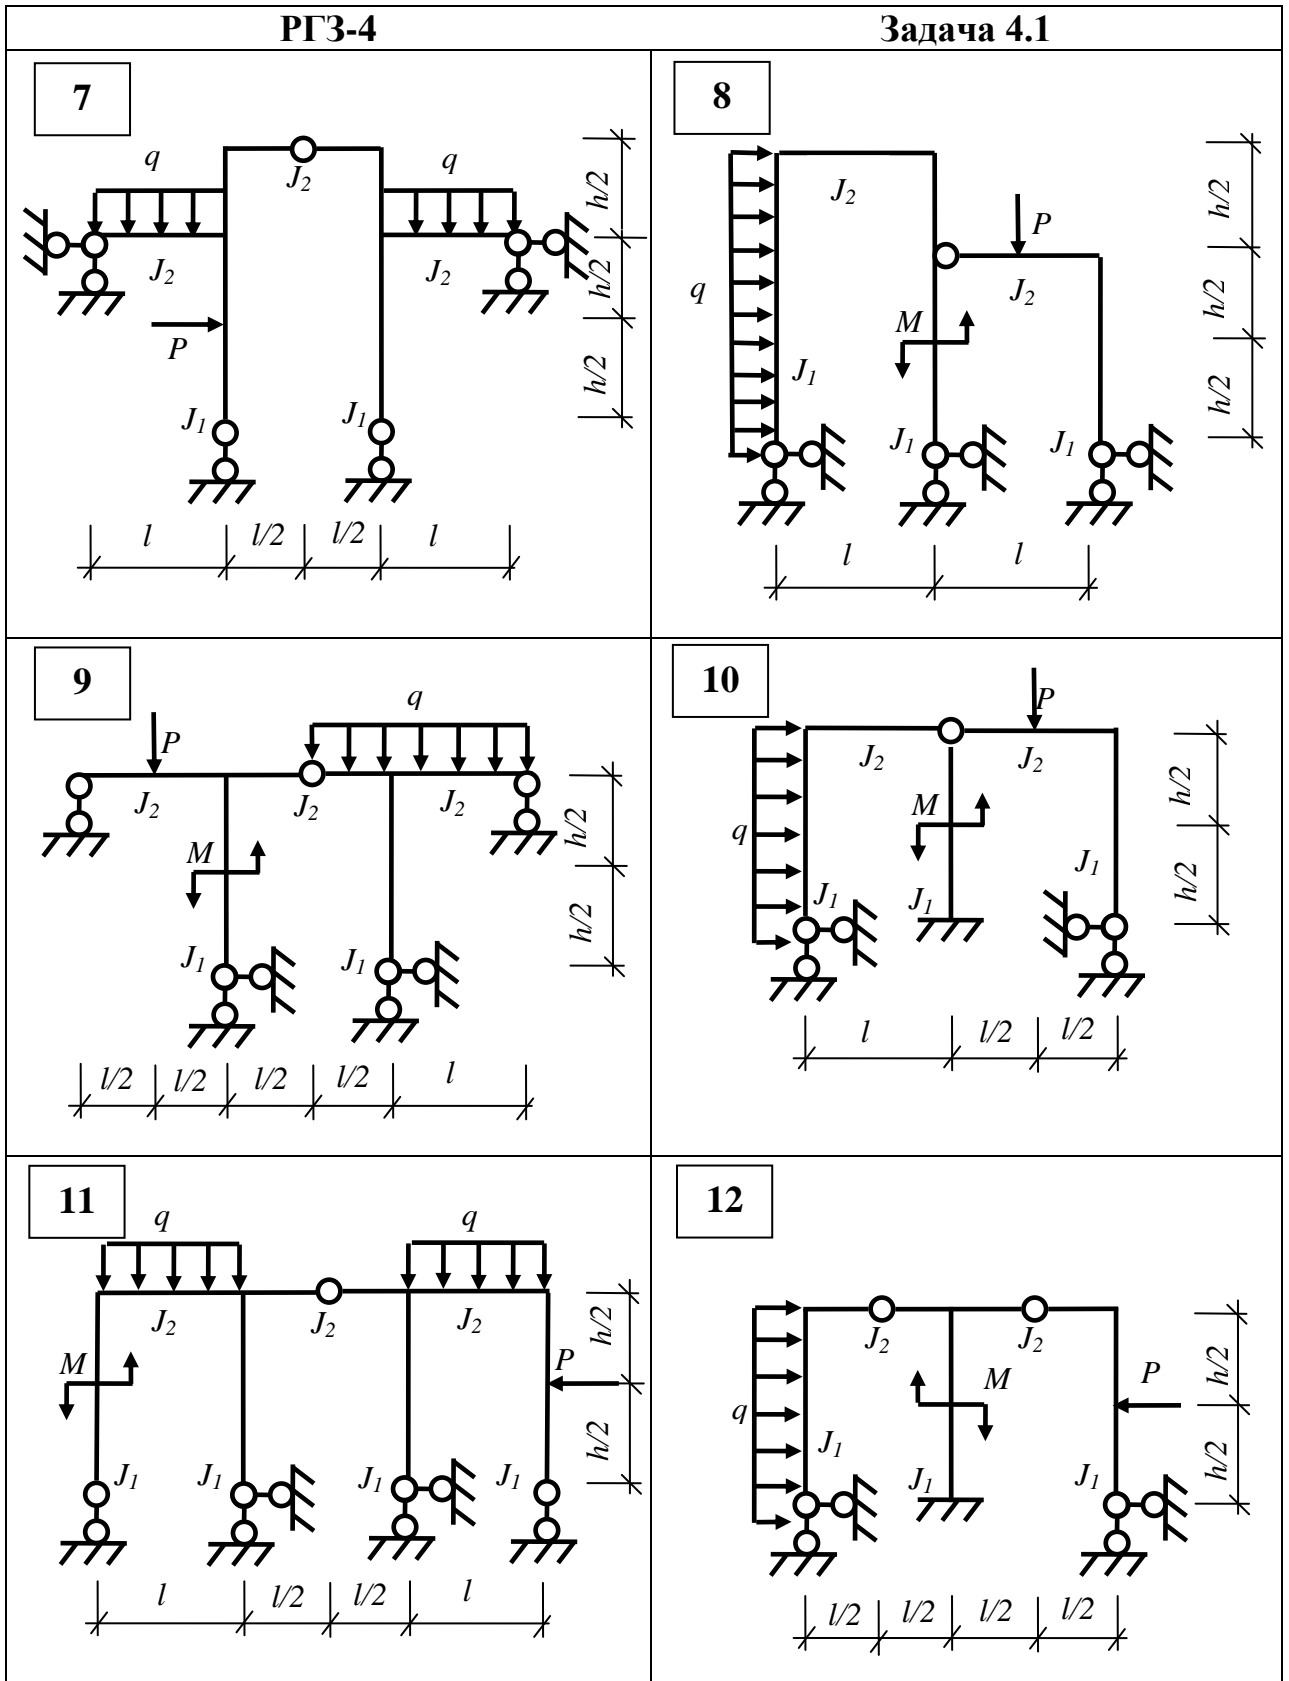 РГЗ-4 Задача 4.1
7
q q
J2
J2 J2
P
J1 J1
h/2
h/2
h/2
l l/2 l/2 l
8
J2
P
q
J2
M
J1
J1 J1
h/2
h/2
h/2
l l
9
q
P
J2 J2 J2
M
J1 J1
h/2
h/2
l/2 l/2 l/2 l/2 l
10
P
J2 J2
M
q
J1 J1 J1
h/2
h/2
l l/2 l/2
11
q q
J2 J2 J2
M P
J1 J1 J1 J1
h/2
h/2
l l/2 l/2 l
12
J2 J2
M P
q
J1 J1 J1
h/2
h/2
l/2 l/2 l/2 l/2